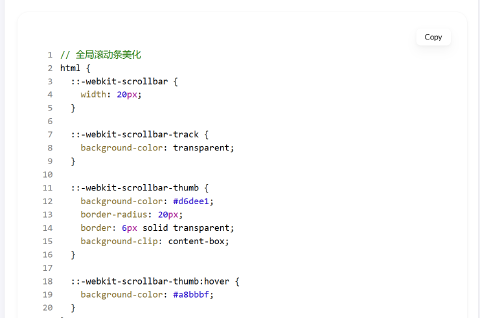 Copy
1 // 全局滚动条美化
2 html {
3   ::-webkit-scrollbar {
4     width: 20px;
5   }
6
7   ::-webkit-scrollbar-track {
8     background-color: transparent;
9   }
10
11   ::-webkit-scrollbar-thumb {
12     background-color: #d6dee1;
13     border-radius: 20px;
14     border: 6px solid transparent;
15     background-clip: content-box;
16   }
17
18   ::-webkit-scrollbar-thumb:hover {
19     background-color: #a8bbbf;
20   }